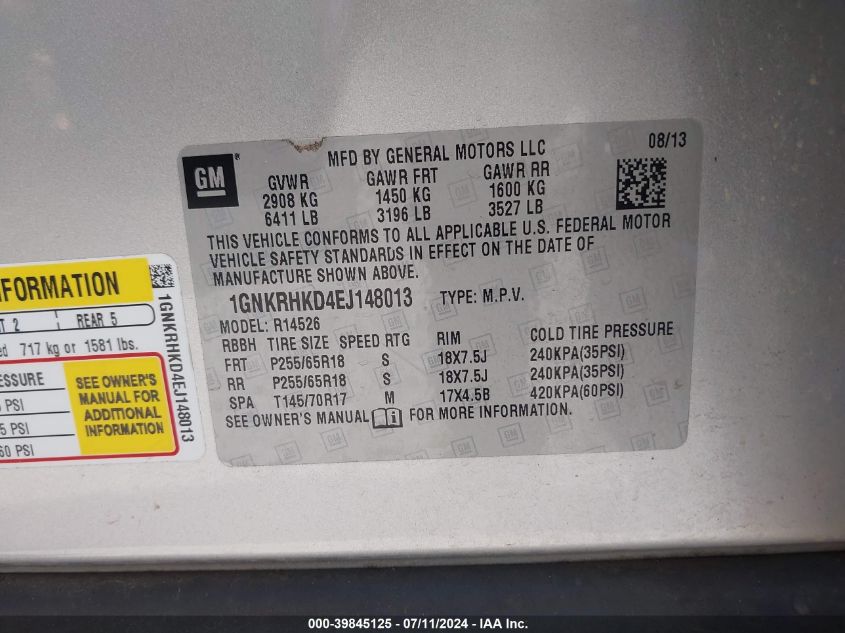 GM
MFD BY GENERAL MOTORS LLC
08/13
GVWR GAWR FRT GAWR RR
2908 KG 1450 KG 1600 KG
6411 LB 3196 LB 3527 LB
THIS VEHICLE CONFORMS TO ALL APPLICABLE U.S. FEDERAL MOTOR
VEHICLE SAFETY STANDARDS IN EFFECT ON THE DATE OF
MANUFACTURE SHOWN ABOVE.
1GNKRHKD4EJ148013 TYPE: M.P.V.
MODEL: R14526
RBBH TIRE SIZE SPEED RTG RIM COLD TIRE PRESSURE
FRT P255/65R18 S 18X7.5J 240KPA(35PSI)
RR P255/65R18 S 18X7.5J 240KPA(35PSI)
SPA T145/70R17 M 17X4.5B 420KPA(60PSI)
SEE OWNER'S MANUAL FOR MORE INFORMATION.
REAR 5
717 kg or 1581 lbs.
SEE OWNER'S
MANUAL FOR
ADDITIONAL
INFORMATION
PSI
PSI
60 PSI
1GNKRHKD4EJ148013
000-39845125 - 07/11/2024 - IAA Inc.